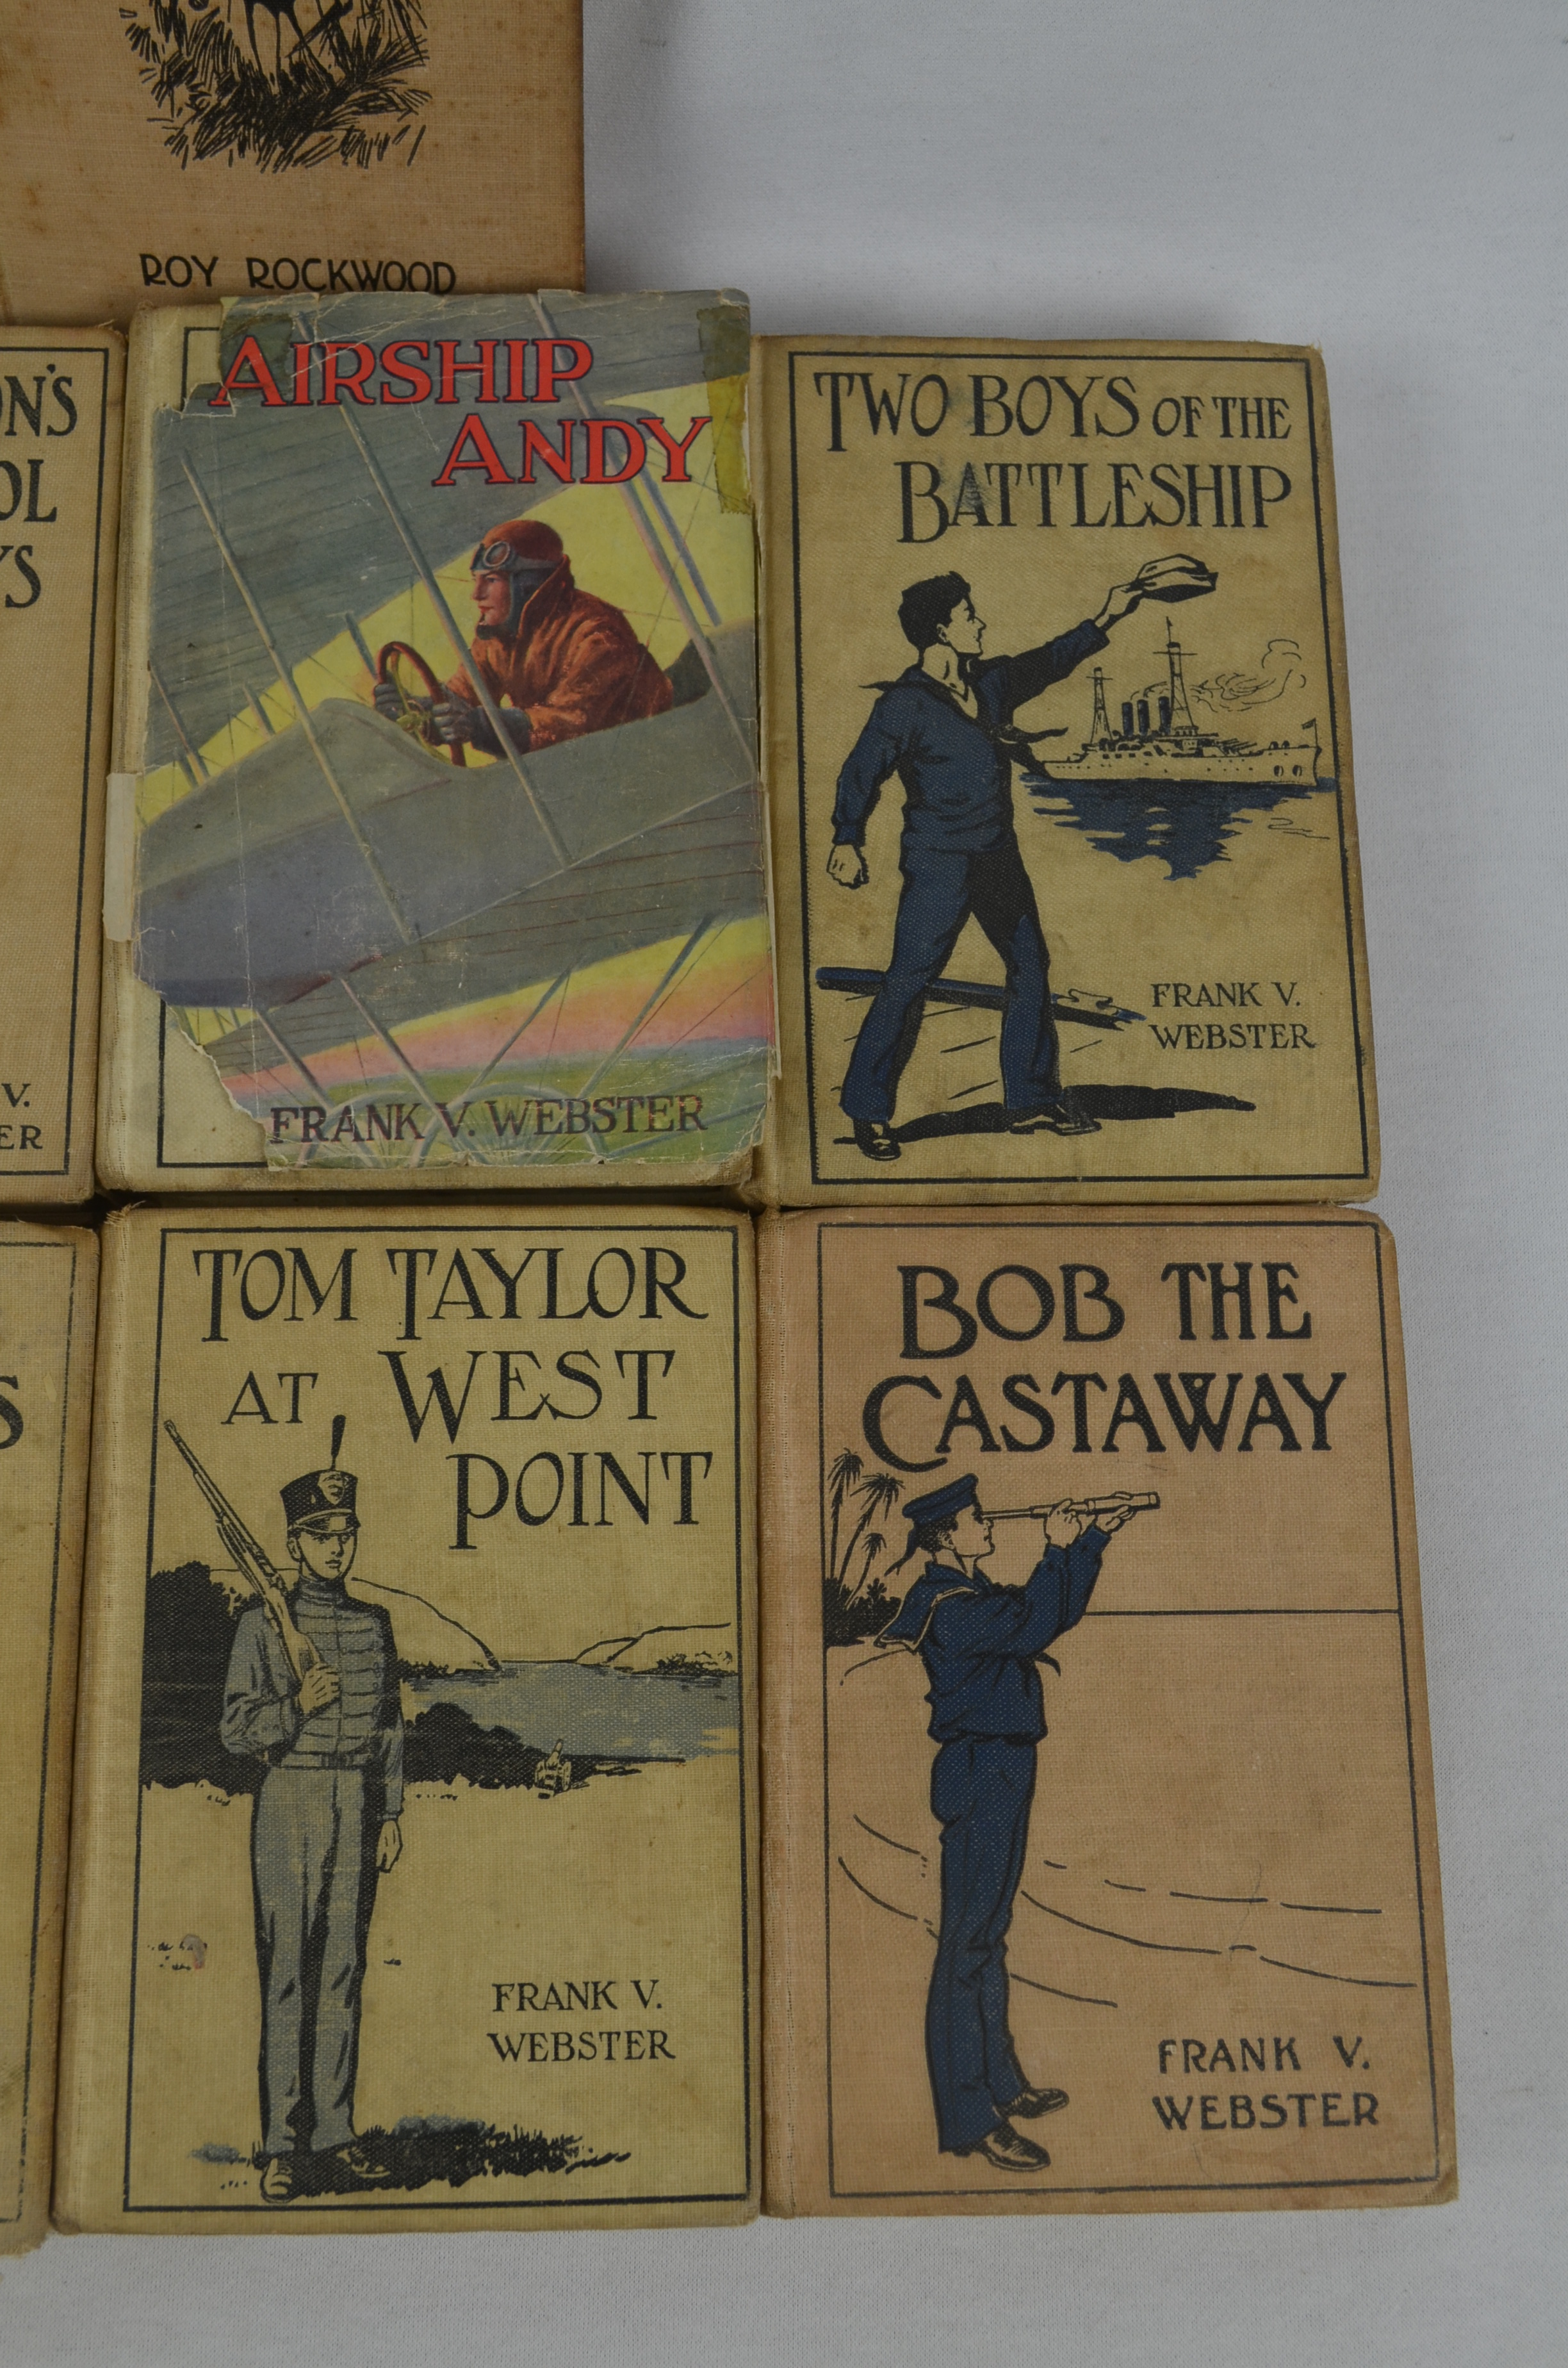 ROY ROCKWOOD
AIRSHIP
ANDY
FRANK V. WEBSTER
TWO BOYS OF THE
BATTLESHIP
FRANK V.
WEBSTER
TOM TAYLOR
AT WEST
POINT
FRANK V.
WEBSTER
BOB THE
CASTAWAY
FRANK V.
WEBSTER
V.